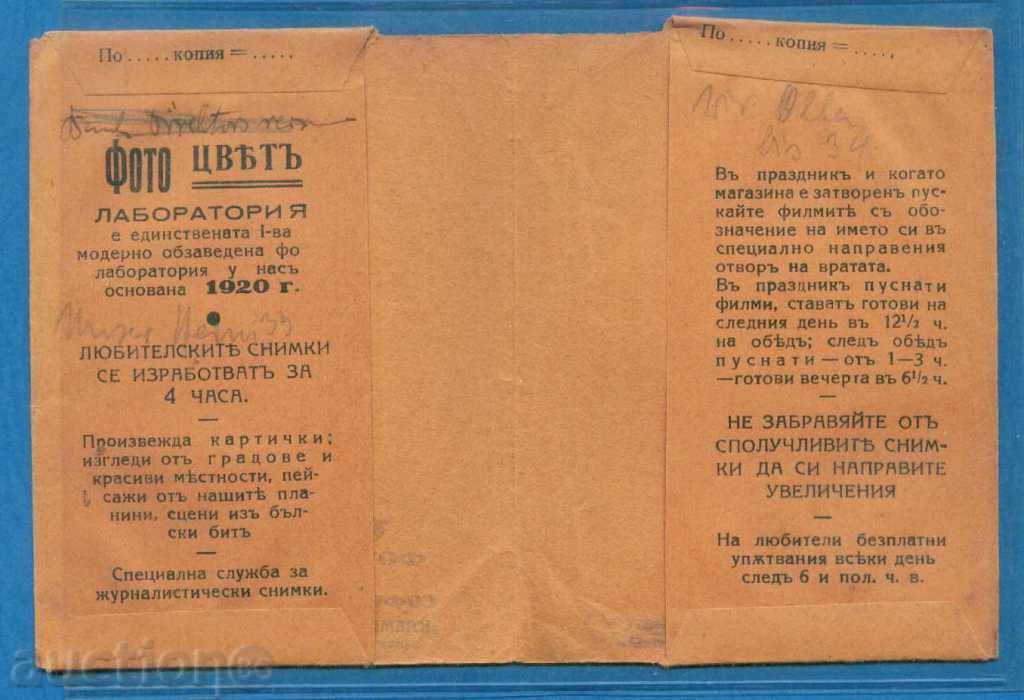 По ..... копия = .....
ФОТО ЦВѢТЪ
ЛАБОРАТОРИЯ
е единствената I-ва
модерно обзаведена фо
лаборатория у насъ
основана 1920 г.
ЛЮБИТЕЛСКИТѢ СНИМКИ
СЕ ИЗРАБОТВАТЪ ЗА
4 ЧАСА.
—
Произвежда картички;
изгледи отъ градове и
красиви мѣстности, пей-
сажи отъ нашитѣ пла-
нини, сцени изъ бъл-
ски битъ
—
Специална служба за
журналистически снимки.
По ..... копия = .....
Въ праздникъ и когато
магазина е затворенъ пус-
кайте филмитѣ съ обо-
значение на името си въ
специално направения
отворъ на вратата.
Въ праздникъ пуснати
филми, ставатъ готови на
следния день въ 12½ ч.
на обѣдъ; следъ обѣдъ
пуснати — отъ 1—3 ч.
—готови вечерта въ 6½ ч.
—
НЕ ЗАБРАВЯЙТЕ ОТЪ
СПОЛУЧЛИВИТѢ СНИМ-
КИ ДА СИ НАПРАВИТЕ
УВЕЛИЧЕНИЯ
—
На любители безплатни
упѫтвания всѣки день
следъ 6 и пол. ч. в.
auction